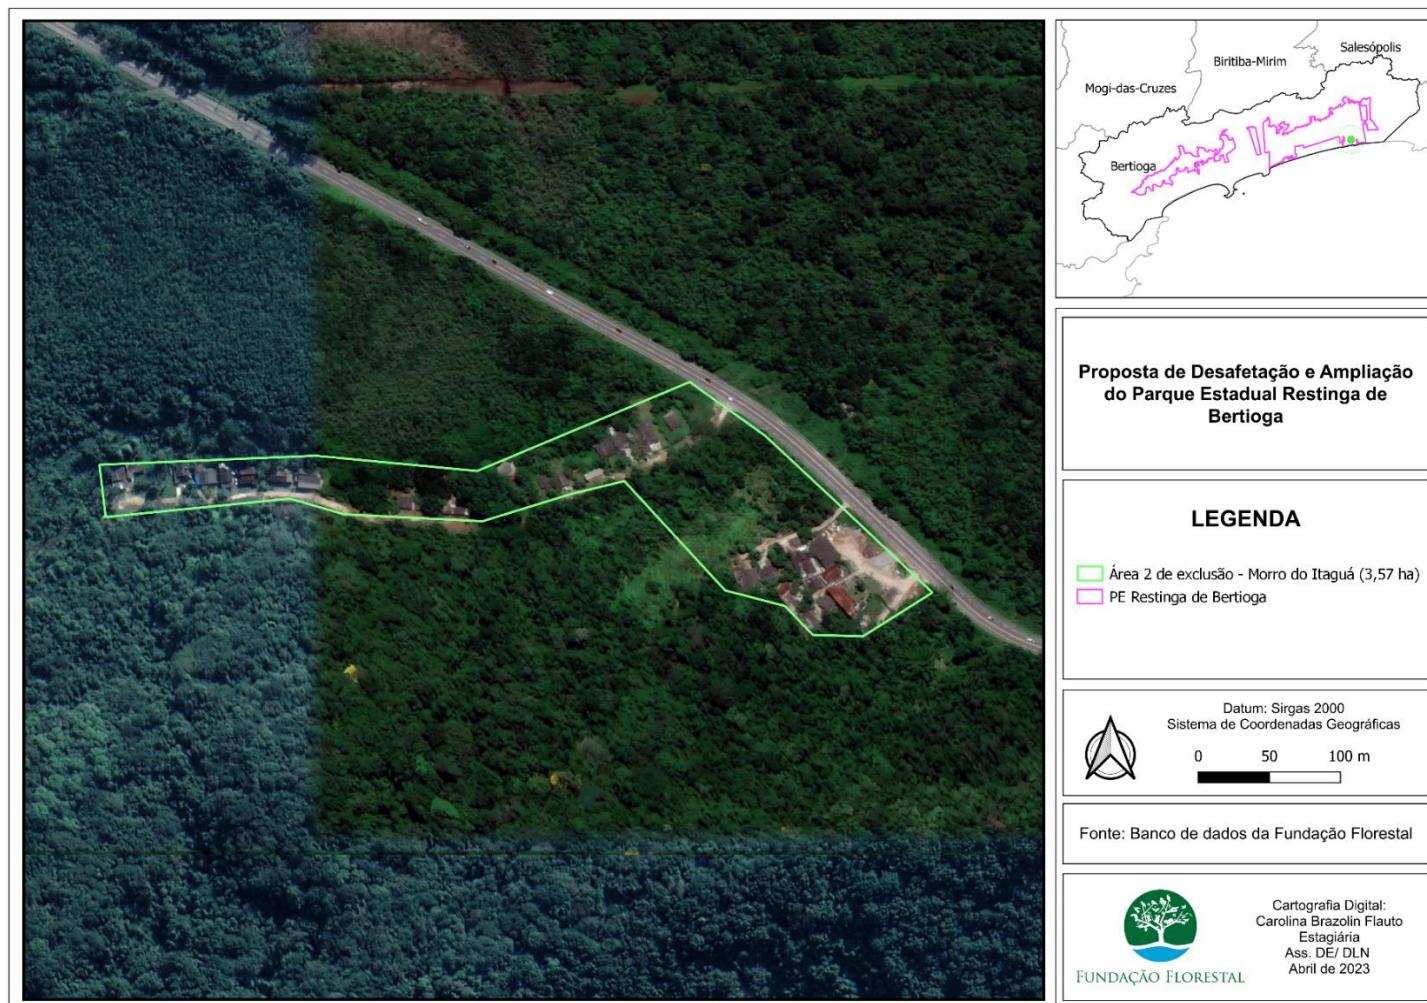 Salesópolis
Biritiba-Mirim
Mogi-das-Cruzes
Bertioga
Proposta de Desafetação e Ampliação
do Parque Estadual Restinga de
Bertioga
LEGENDA
Área 2 de exclusão - Morro do Itaguá (3,57 ha)
PE Restinga de Bertioga
Datum: Sirgas 2000
Sistema de Coordenadas Geográficas
0 50 100 m
Fonte: Banco de dados da Fundação Florestal
FUNDAÇÃO FLORESTAL
Cartografia Digital:
Carolina Brazolin Flauto
Estagiária
Ass. DE/ DLN
Abril de 2023